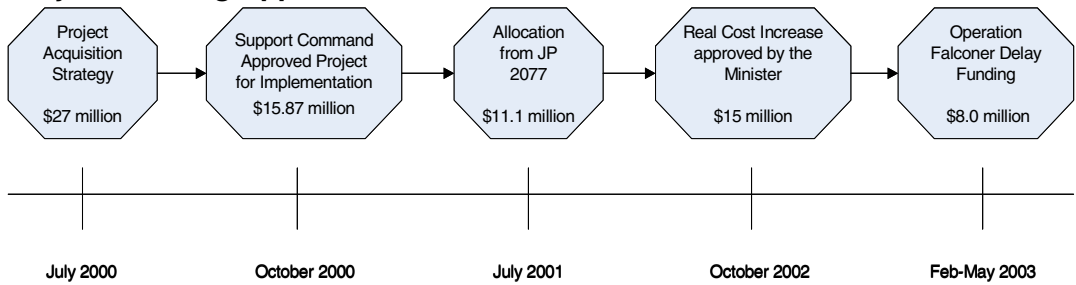 Project
Acquisition
Strategy
$27 million
Support Command
Approved Project
for Implementation
$15.87 million
Allocation
from JP
2077
$11.1 million
Real Cost Increase
approved by the
Minister
$15 million
Operation
Falconer Delay
Funding
$8.0 million
July 2000
October 2000
July 2001
October 2002
Feb-May 2003